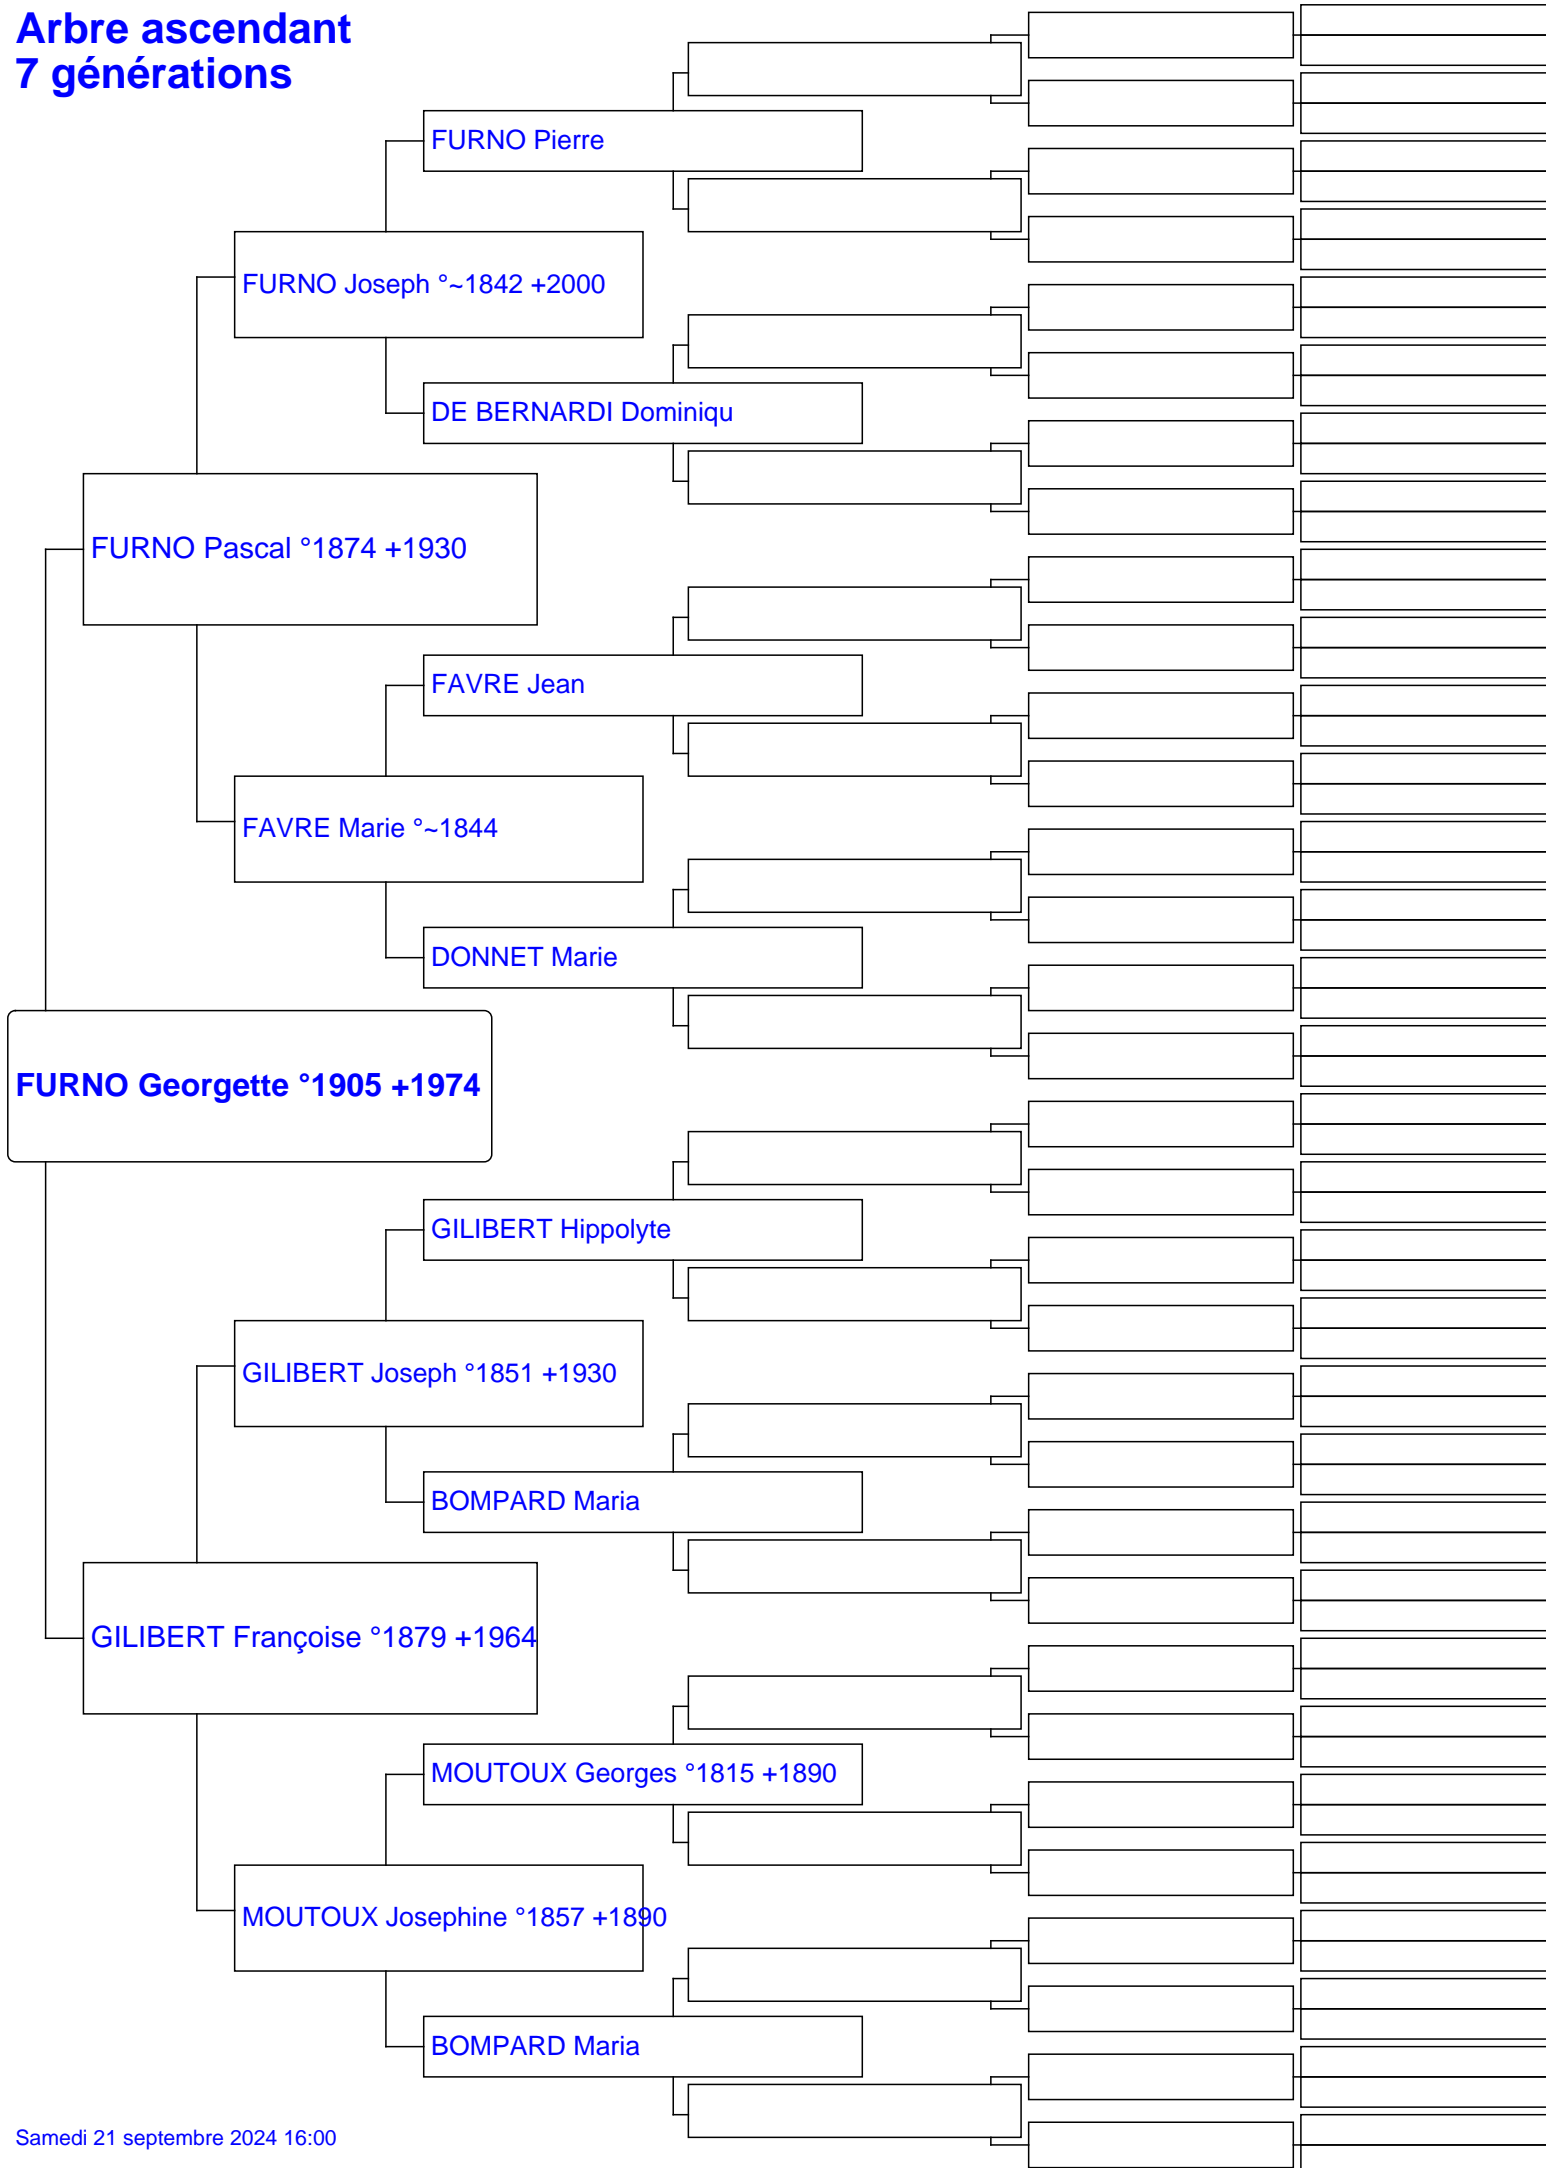 Arbre ascendant
7 générations
FURNO Pierre
FURNO Joseph °~1842 +2000
DE BERNARDI Dominiqu
FURNO Pascal °1874 +1930
FAVRE Jean
FAVRE Marie °~1844
DONNET Marie
FURNO Georgette °1905 +1974
GILIBERT Hippolyte
GILIBERT Joseph °1851 +1930
BOMPARD Maria
GILIBERT Françoise °1879 +1964
MOUTOUX Georges °1815 +1890
MOUTOUX Josephine °1857 +1890
BOMPARD Maria
Samedi 21 septembre 2024 16:00